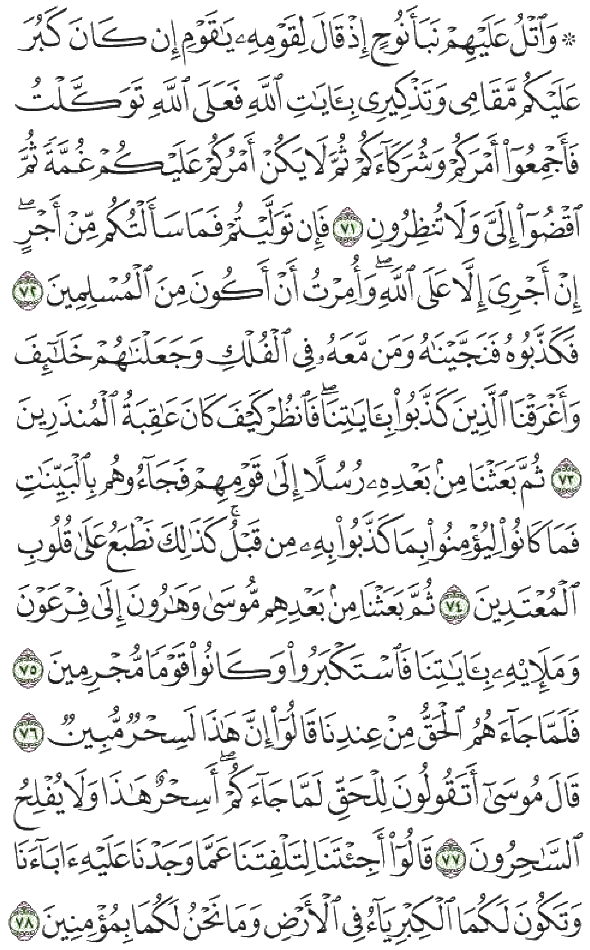 ۞ وَٱتۡلُ عَلَيۡهِمۡ نَبَأَ نُوحٍ إِذۡ قَالَ لِقَوۡمِهِۦ يَٰقَوۡمِ إِن كَانَ كَبُرَ
عَلَيۡكُم مَّقَامِي وَتَذۡكِيرِي بِـَٔايَٰتِ ٱللَّهِ فَعَلَى ٱللَّهِ تَوَكَّلۡتُ
فَأَجۡمِعُوٓاْ أَمۡرَكُمۡ وَشُرَكَآءَكُمۡ ثُمَّ لَا يَكُنۡ أَمۡرُكُمۡ عَلَيۡكُمۡ غُمَّةٗ ثُمَّ
ٱقۡضُوٓاْ إِلَيَّ وَلَا تُنظِرُونِ ٧١ فَإِن تَوَلَّيۡتُمۡ فَمَا سَأَلۡتُكُم مِّنۡ أَجۡرٍۖ
إِنۡ أَجۡرِيَ إِلَّا عَلَى ٱللَّهِۖ وَأُمِرۡتُ أَنۡ أَكُونَ مِنَ ٱلۡمُسۡلِمِينَ ٧٢
فَكَذَّبُوهُ فَنَجَّيۡنَٰهُ وَمَن مَّعَهُۥ فِي ٱلۡفُلۡكِ وَجَعَلۡنَٰهُمۡ خَلَٰٓئِفَ
وَأَغۡرَقۡنَا ٱلَّذِينَ كَذَّبُواْ بِـَٔايَٰتِنَاۖ فَٱنظُرۡ كَيۡفَ كَانَ عَٰقِبَةُ ٱلۡمُنذَرِينَ
٧٣ ثُمَّ بَعَثۡنَا مِنۢ بَعۡدِهِۦ رُسُلًا إِلَىٰ قَوۡمِهِمۡ فَجَآءُوهُم بِٱلۡبَيِّنَٰتِ
فَمَا كَانُواْ لِيُؤۡمِنُواْ بِمَا كَذَّبُواْ بِهِۦ مِن قَبۡلُۚ كَذَٰلِكَ نَطۡبَعُ عَلَىٰ قُلُوبِ
ٱلۡمُعۡتَدِينَ ٧٤ ثُمَّ بَعَثۡنَا مِنۢ بَعۡدِهِم مُّوسَىٰ وَهَٰرُونَ إِلَىٰ فِرۡعَوۡنَ
وَمَلَإِيْهِۦ بِـَٔايَٰتِنَا فَٱسۡتَكۡبَرُواْ وَكَانُواْ قَوۡمٗا مُّجۡرِمِينَ ٧٥
فَلَمَّا جَآءَهُمُ ٱلۡحَقُّ مِنۡ عِندِنَا قَالُوٓاْ إِنَّ هَٰذَا لَسِحۡرٞ مُّبِينٞ ٧٦
قَالَ مُوسَىٰٓ أَتَقُولُونَ لِلۡحَقِّ لَمَّا جَآءَكُمۡۖ أَسِحۡرٌ هَٰذَا وَلَا يُفۡلِحُ
ٱلسَّٰحِرُونَ ٧٧ قَالُوٓاْ أَجِئۡتَنَا لِتَلۡفِتَنَا عَمَّا وَجَدۡنَا عَلَيۡهِ ءَابَآءَنَا
وَتَكُونَ لَكُمَا ٱلۡكِبۡرِيَآءُ فِي ٱلۡأَرۡضِ وَمَا نَحۡنُ لَكُمَا بِمُؤۡمِنِينَ ٧٨